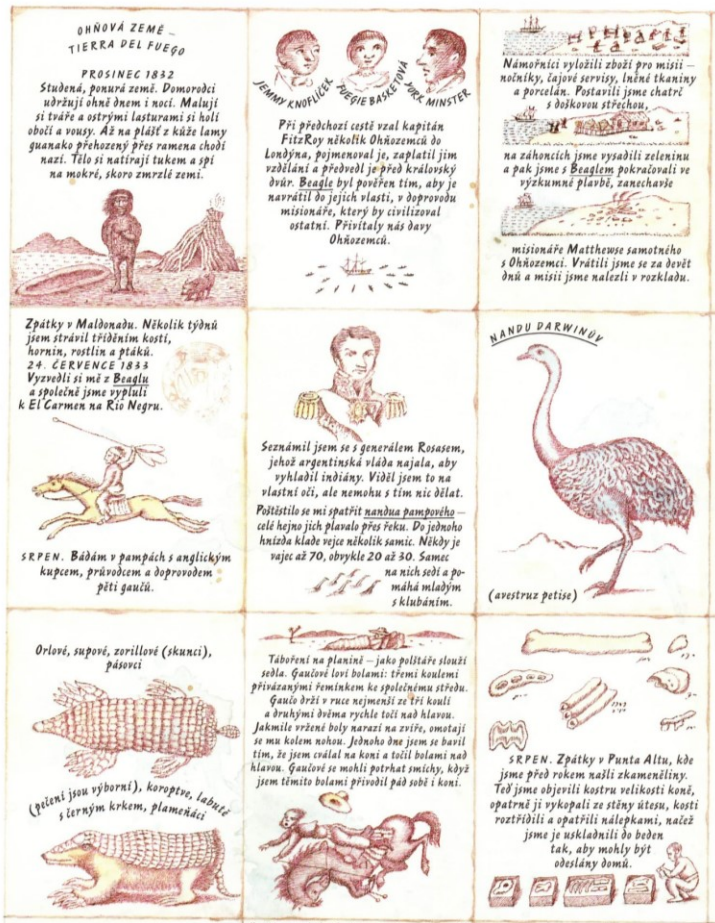 OHŇOVÁ ZEMĚ –
TIERRA DEL FUEGO
PROSINEC 1832
Studená, ponurá země. Domorodci
udržují ohně dnem i nocí. Malují
si tváře a ostrými lasturami si holí
obočí a vousy. Až na plášť z kůže lamy
guanako přehozený přes ramena chodí
nazí. Tělo si natírají tukem a spí
na mokré, skoro zmrzlé zemi.
JEMMY KNOFLÍČEK
FUEGIE BASKETOVÁ
YORK MINSTER
Při předchozí cestě vzal kapitán
FitzRoy několik Ohňozemců do
Londýna, pojmenoval je, zaplatil jim
vzdělání a předvedl je před královský
dvůr. Beagle byl pověřen tím, aby je
navrátil do jejich vlasti, v doprovodu
misionáře, který by civilizoval
ostatní. Přivítaly nás davy
Ohňozemců.
Námořníci vyložili zboží pro misii –
nočníky, čajové servisy, lněné tkaniny
a porcelán. Postavili jsme chatrč
s doškovou střechou,
na záhoncích jsme vysadili zeleninu
a pak jsme s Beaglem pokračovali ve
výzkumné plavbě, zanechavše
misionáře Matthewse samotného
s Ohňozemci. Vrátili jsme se za devět
dnů a misii jsme nalezli v rozkladu.
Zpátky v Maldonadu. Několik týdnů
jsem strávil tříděním kostí,
hornin, rostlin a ptáků.
24. ČERVENCE 1833
Vyzvedli si mě z Beaglu
a společně jsme vypluli
k El Carmen na Rio Negru.
SRPEN. Bádám v pampách s anglickým
kupcem, průvodcem a doprovodem
pěti gaučů.
Seznámil jsem se s generálem Rosasem,
jehož argentinská vláda najala, aby
vyhladil indiány. Viděl jsem to na
vlastní oči, ale nemohu s tím nic dělat.
Poštěstilo se mi spatřit nandua pampového –
celé hejno jich plavalo přes řeku. Do jednoho
hnízda klade vejce několik samic. Někdy je
vajec až 70, obvykle 20 až 30. Samec
na nich sedí a po-
máhá mladým
s klubáním.
NANDU DARWINŮV
(avestruz petise)
Orlové, supové, zorillové (skunci),
pásovci
(pečení jsou výborní), koroptve, labutě
s černým krkem, plameňáci
Táboření na planině – jako polštáře slouží
sedla. Gaučové loví bolami: třemi koulemi
přivázanými řemínkem ke společnému středu.
Gaučo drží v ruce nejmenší ze tří koulí
a druhými dvěma rychle točí nad hlavou.
Jakmile vržené boly narazí na zvíře, omotají
se mu kolem nohou. Jednoho dne jsem se bavil
tím, že jsem cválal na koni a točil bolami nad
hlavou. Gaučové se mohli potrhat smíchy, když
jsem těmito bolami přivodil pád sobě i koni.
SRPEN. Zpátky v Punta Altu, kde
jsme před rokem našli zkameněliny.
Teď jsme objevili kostru velikosti koně,
opatrně ji vykopali ze stěny útesu, kosti
roztřídili a opatřili nálepkami, načež
jsme je uskladnili do beden
tak, aby mohly být
odeslány domů.